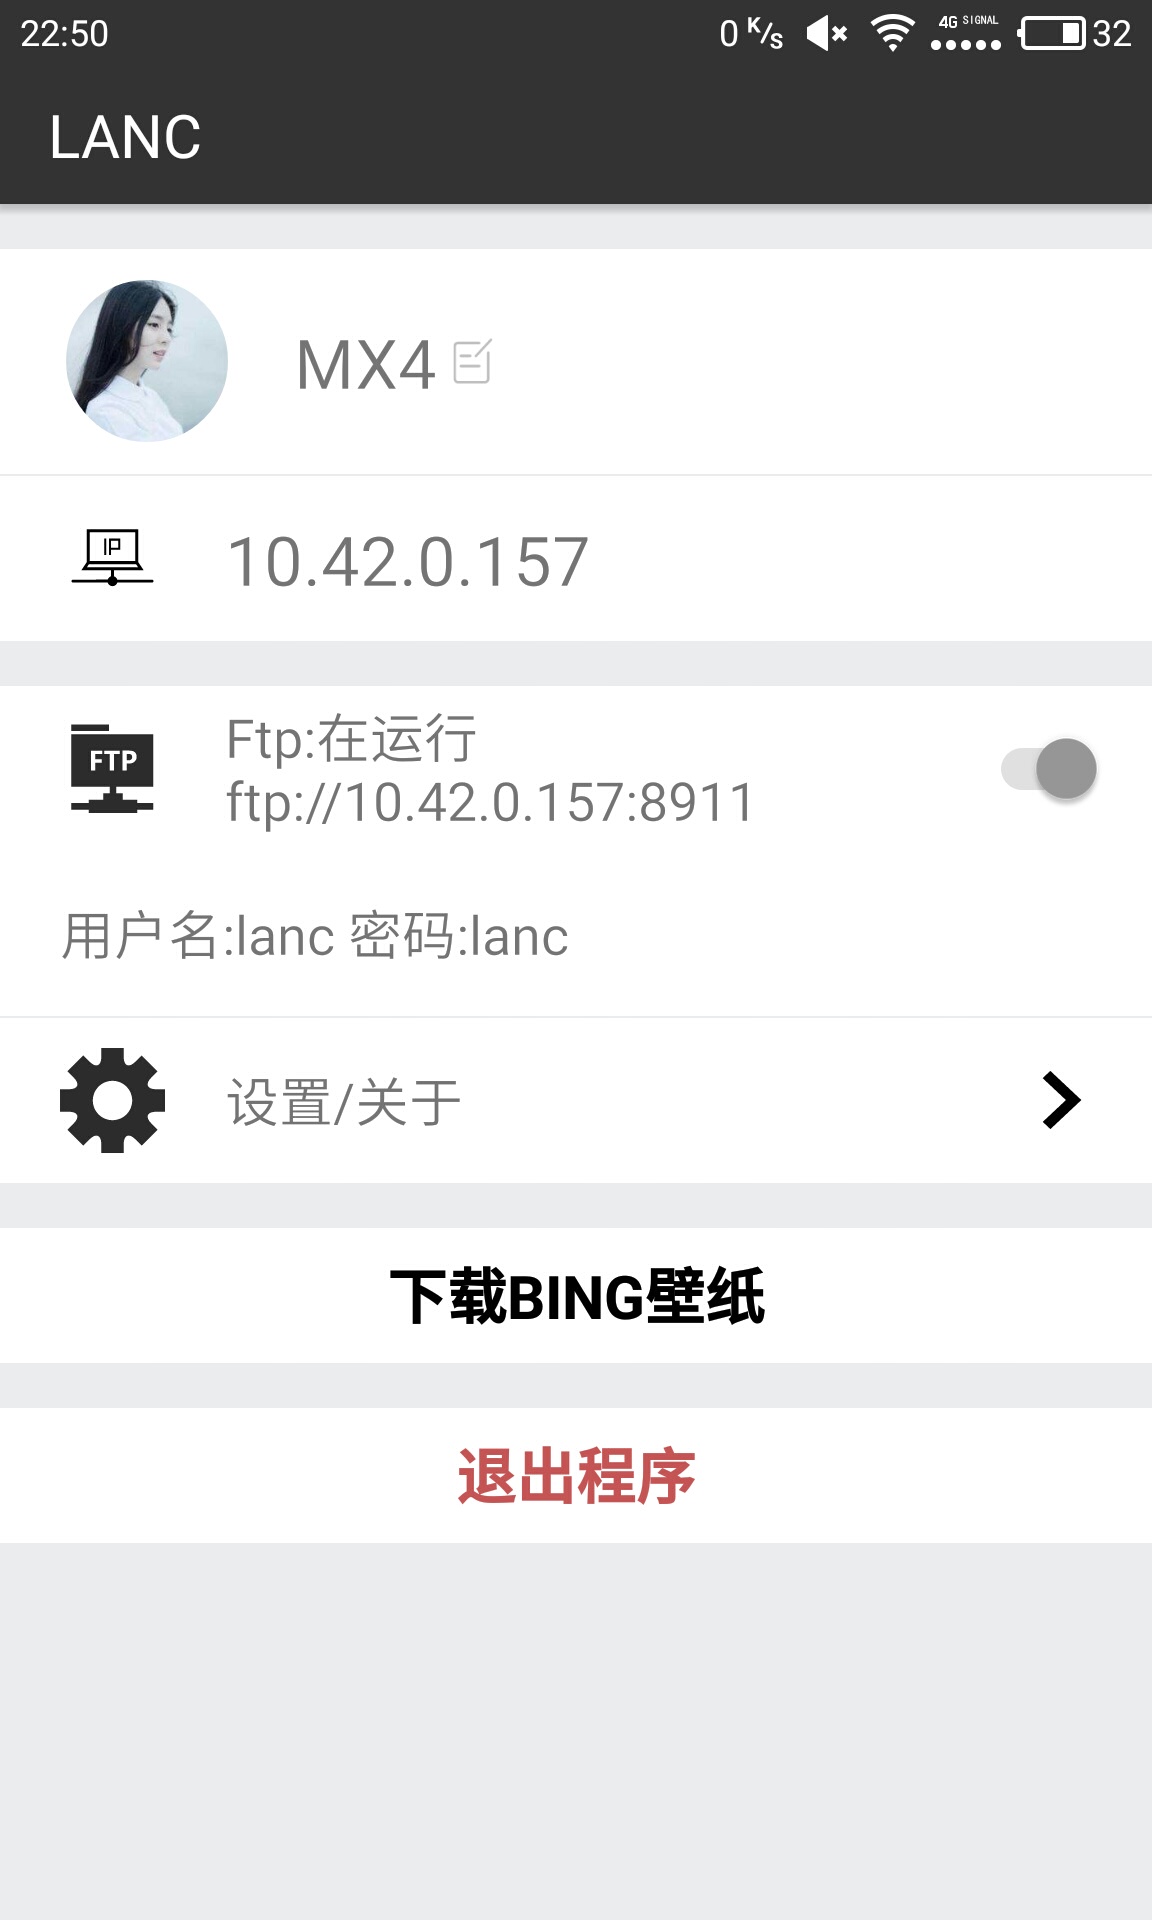 22:50
0 K/s
4G SIGNAL
32
LANC
MX4
IP
10.42.0.157
FTP
Ftp:在运行
ftp://10.42.0.157:8911
用户名:lanc 密码:lanc
设置/关于
下载BING壁纸
退出程序